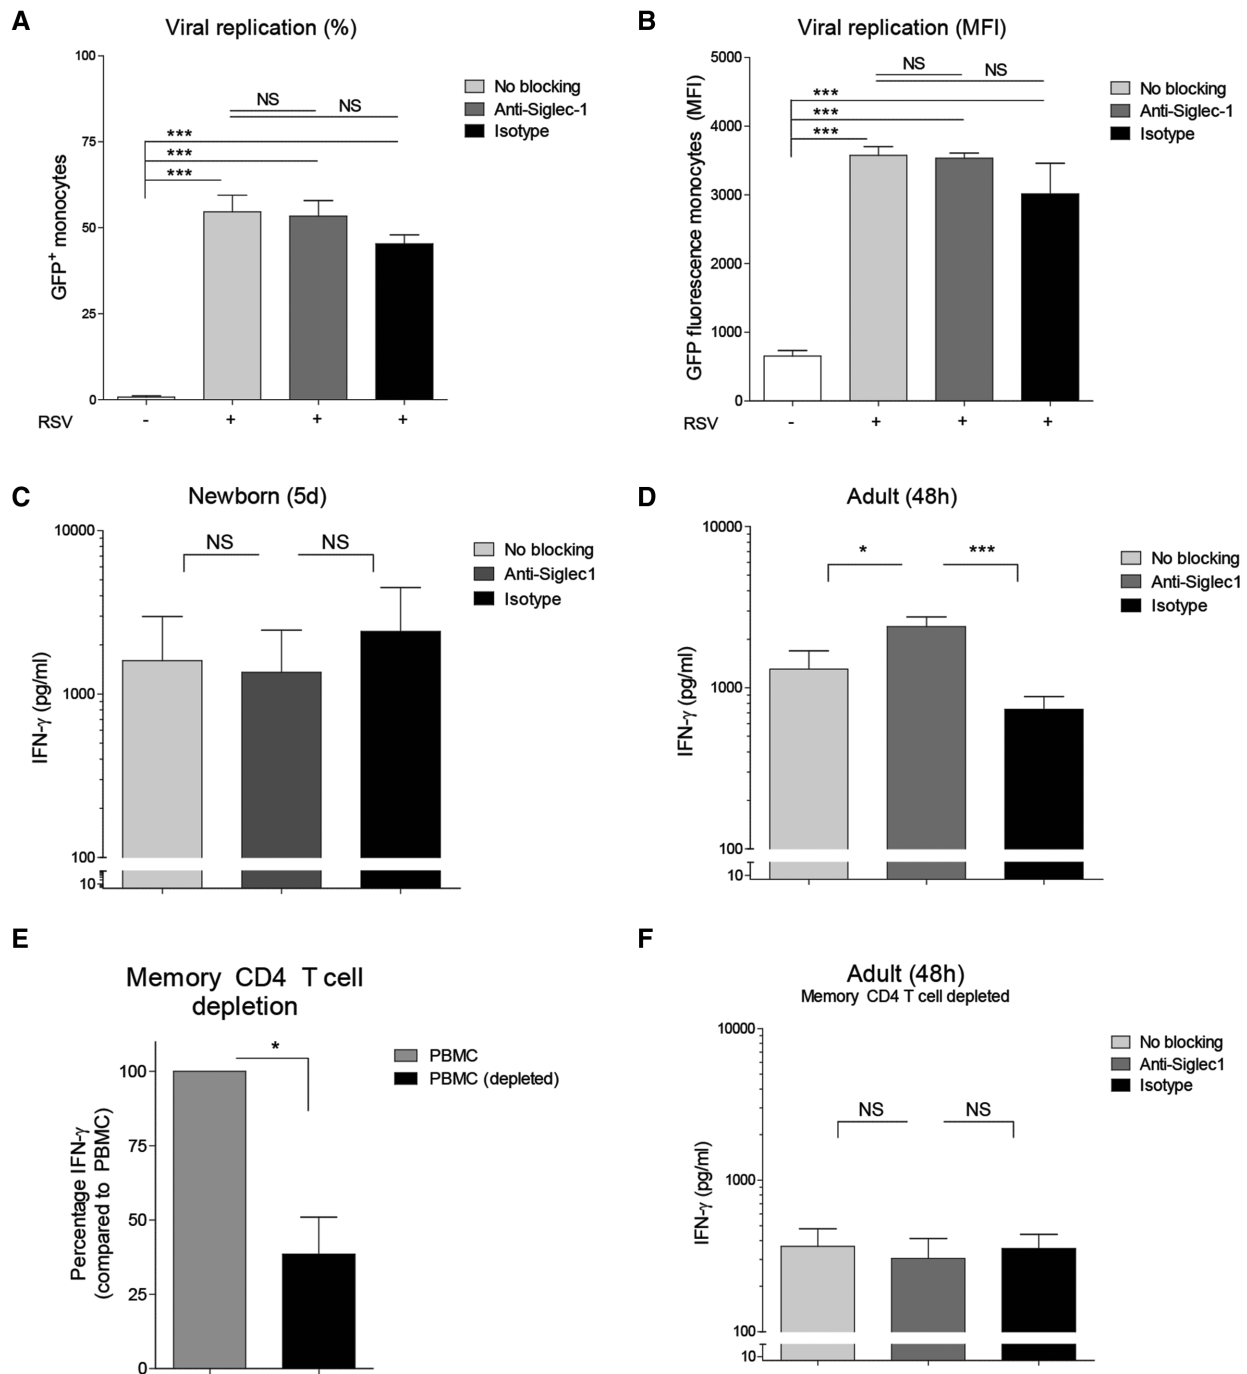 A
Viral replication (%)
100
75
50
25
0
GFP+ monocytes
NS
NS
***
***
***
No blocking
Anti-Siglec-1
Isotype
RSV
-
+
+
+
B
Viral replication (MFI)
5000
4000
3000
2000
1000
0
GFP fluorescence monocytes (MFI)
NS
NS
***
***
***
No blocking
Anti-Siglec-1
Isotype
RSV
-
+
+
+
C
Newborn (5d)
10000
1000
100
10
IFN-γ (pg/ml)
NS
NS
No blocking
Anti-Siglec1
Isotype
D
Adult (48h)
10000
1000
100
10
IFN-γ (pg/ml)
*
***
No blocking
Anti-Siglec1
Isotype
E
Memory CD4 T cell
depletion
100
75
50
25
0
Percentage IFN-γ
(compared to PBMC)
*
PBMC
PBMC (depleted)
F
Adult (48h)
Memory CD4 T cell depleted
10000
1000
100
10
IFN-γ (pg/ml)
NS
NS
No blocking
Anti-Siglec1
Isotype